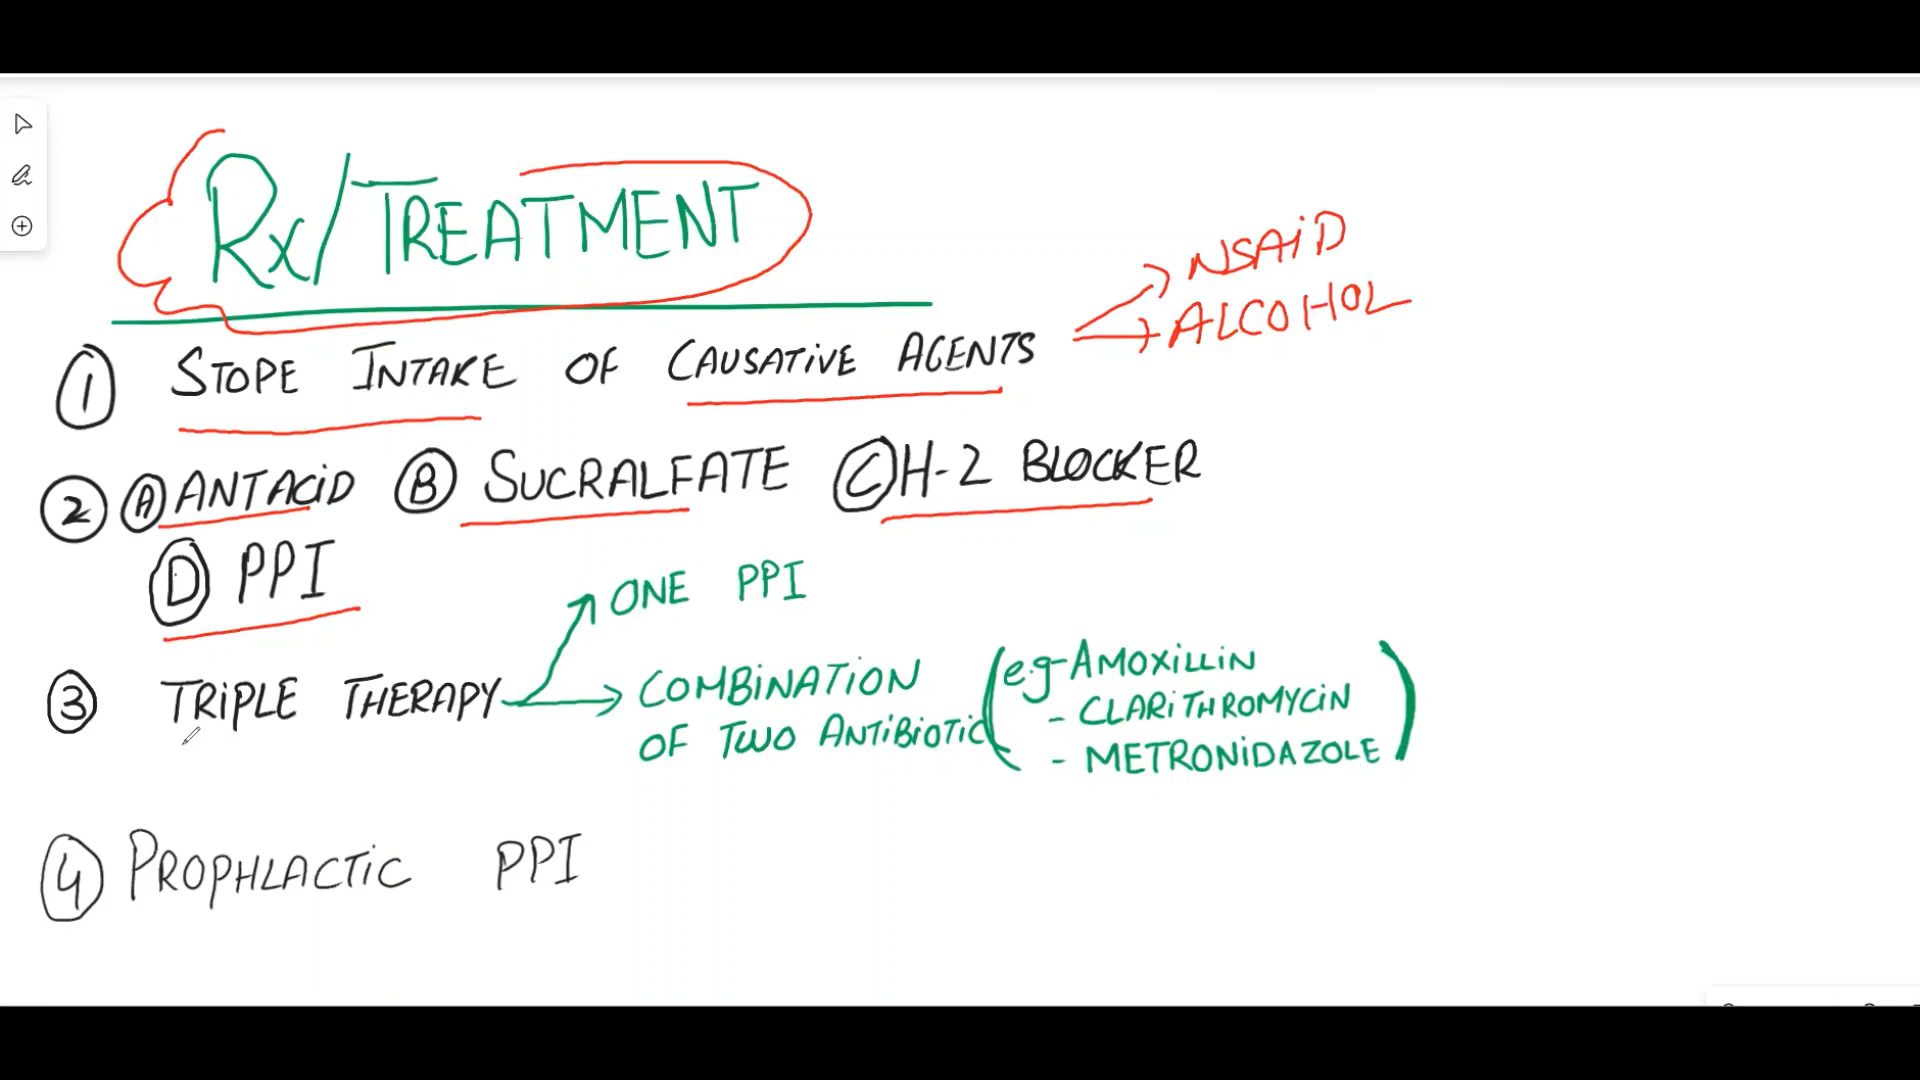 Rx/TREATMENT
① STOPE INTAKE OF CAUSATIVE AGENTS
NSAID
ALCOHOL
② Ⓐ ANTACID Ⓑ SUCRALFATE Ⓒ H-2 BLOCKER
Ⓓ PPI
③ TRIPLE THERAPY
ONE PPI
COMBINATION
OF TWO ANTIBIOTIC
(e.g-AMOXILLIN
- CLARITHROMYCIN
- METRONIDAZOLE)
④ PROPHLACTIC PPI